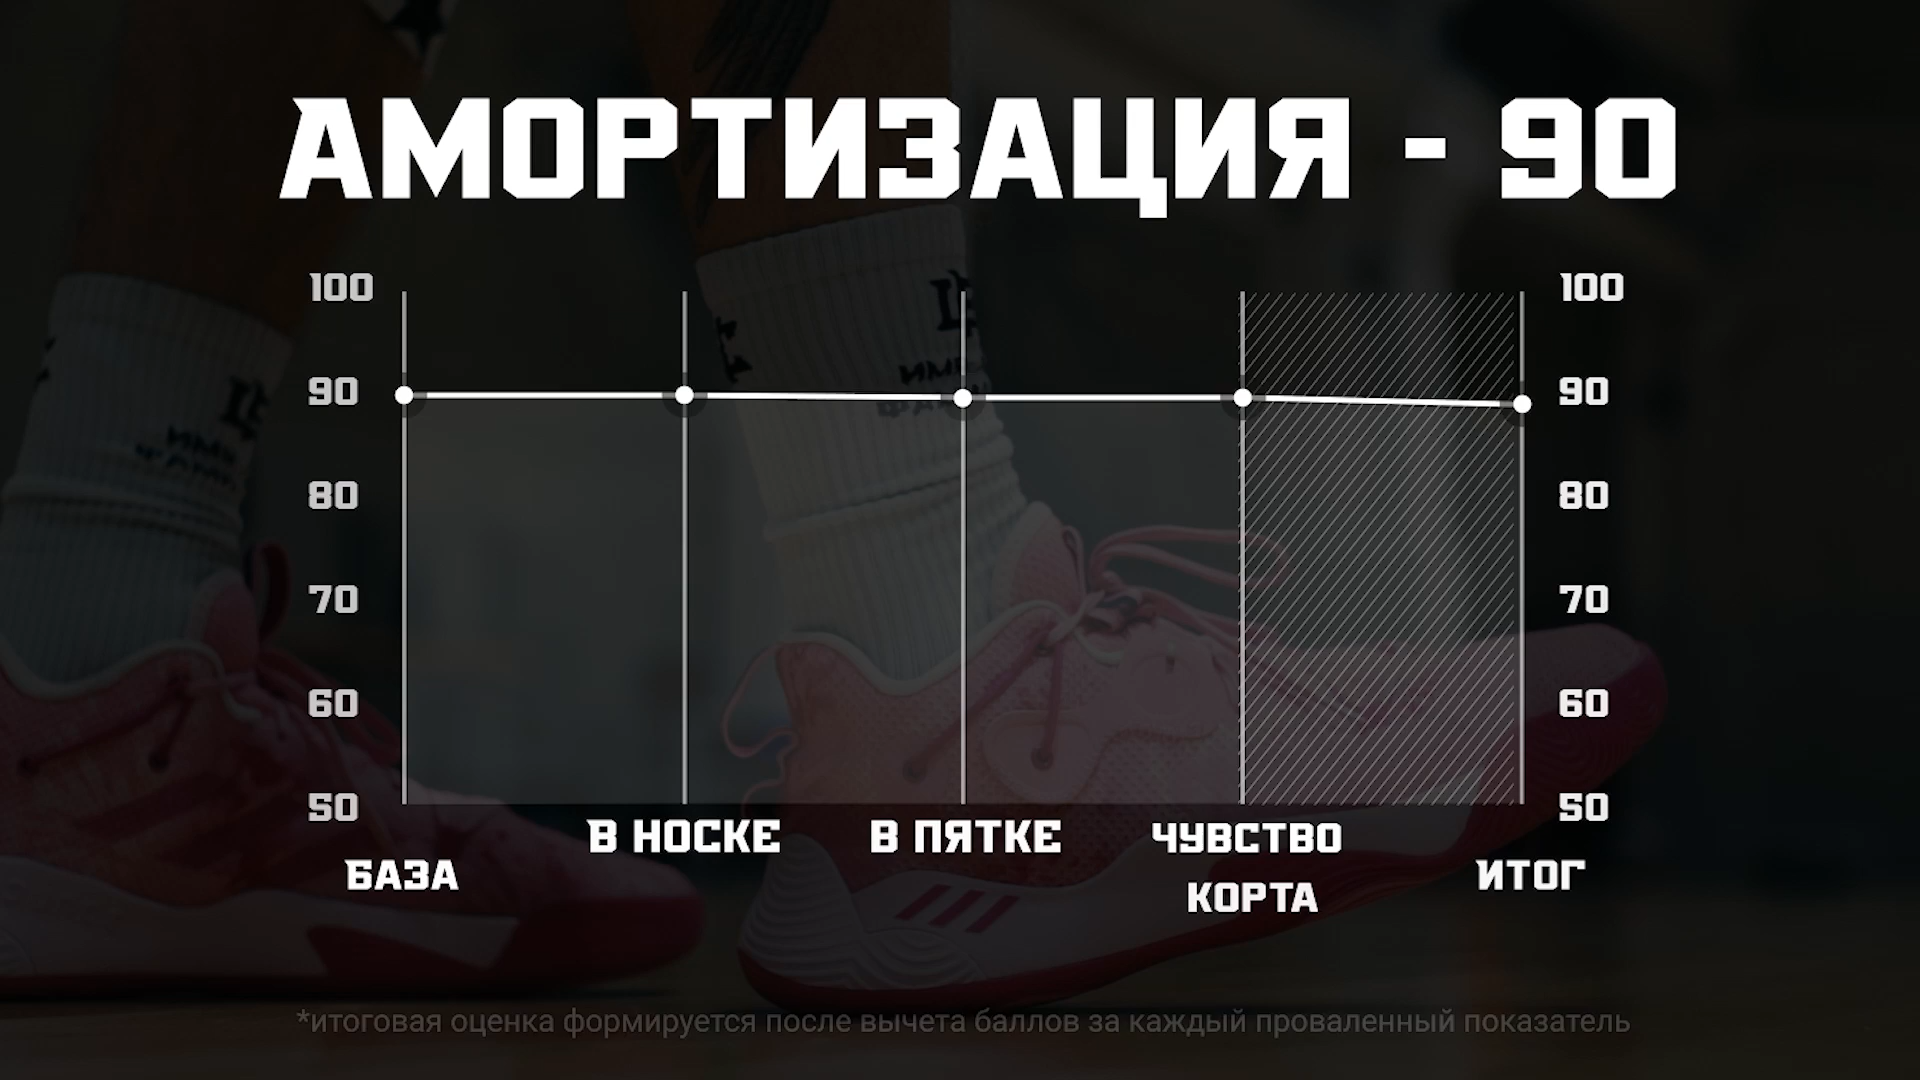 АМОРТИЗАЦИЯ - 90
100 100
90 90
80 80
70 70
60 60
50 50
БАЗА
В НОСКЕ
В ПЯТКЕ
ЧУВСТВО
КОРТА
ИТОГ
*итоговая оценка формируется после вычета баллов за каждый проваленный показатель